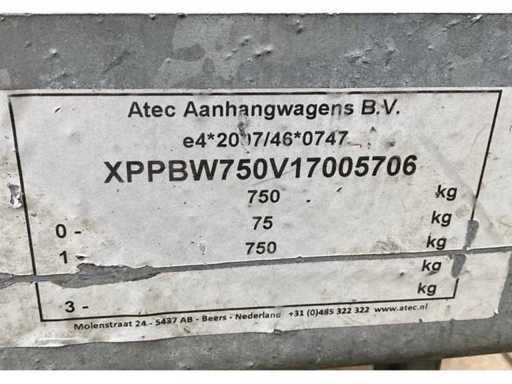 Atec Aanhangwagens B.V.
e4*2007/46*0747
XPPBW750V17005706
750 kg
0 - 75 kg
1 750 kg
kg
3 - kg
Molenstraat 24 - 5437 AB - Beers - Nederland +31 (0)485 322 322 www.atec.nl